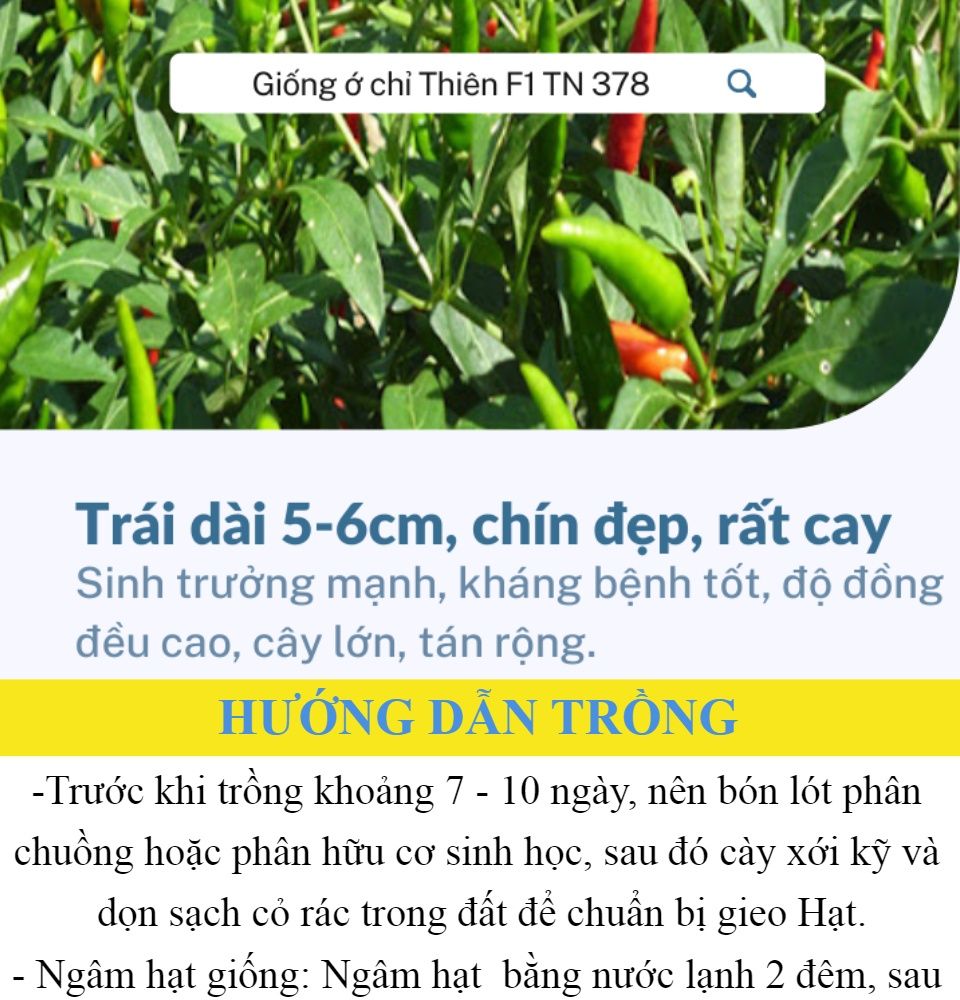 Giống ớ chỉ Thiên F1 TN 378
Trái dài 5-6cm, chín đẹp, rất cay
Sinh trưởng mạnh, kháng bệnh tốt, độ đồng
đều cao, cây lớn, tán rộng.
HƯỚNG DẪN TRỒNG
-Trước khi trồng khoảng 7 - 10 ngày, nên bón lót phân
chuồng hoặc phân hữu cơ sinh học, sau đó cày xới kỹ và
dọn sạch cỏ rác trong đất để chuẩn bị gieo Hạt.
- Ngâm hạt giống: Ngâm hạt  bằng nước lạnh 2 đêm, sau